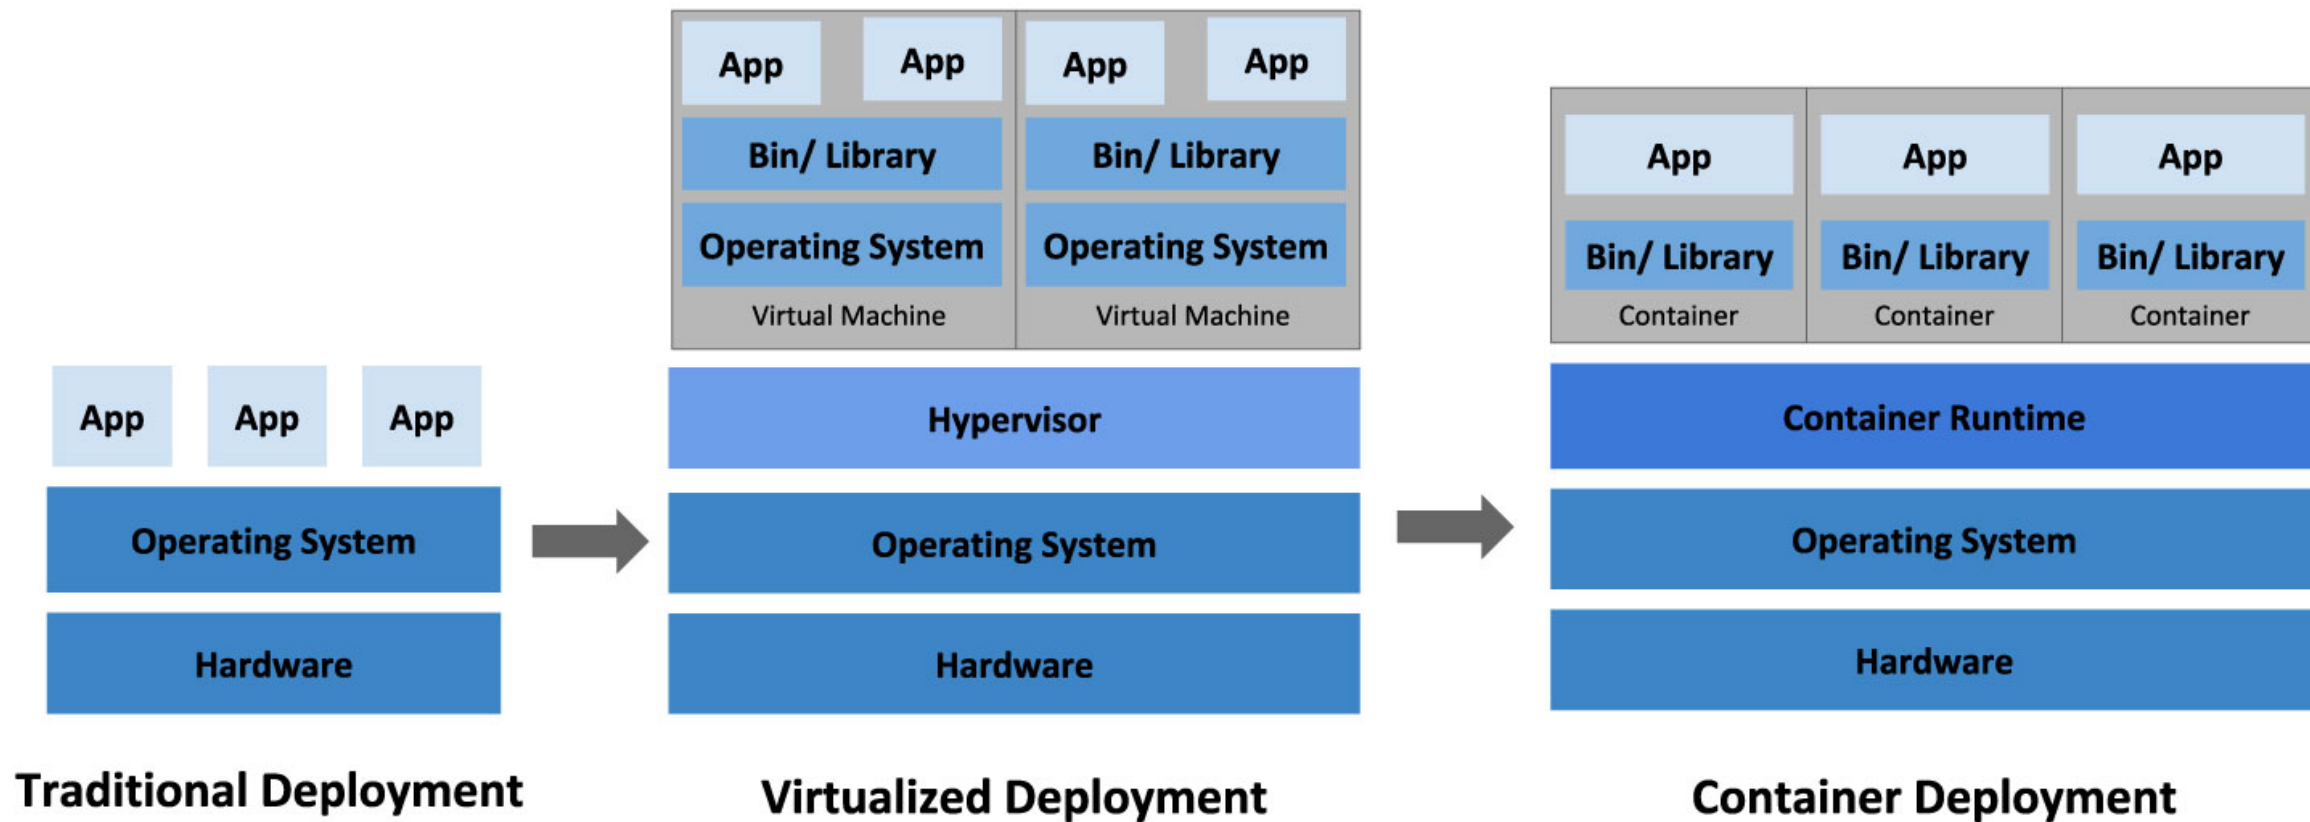 App
App
App
Operating System
Hardware
Traditional Deployment
App
App
App
App
Bin/ Library
Bin/ Library
Operating System
Operating System
Virtual Machine
Virtual Machine
Hypervisor
Operating System
Hardware
Virtualized Deployment
App
App
App
Bin/ Library
Bin/ Library
Bin/ Library
Container
Container
Container
Container Runtime
Operating System
Hardware
Container Deployment